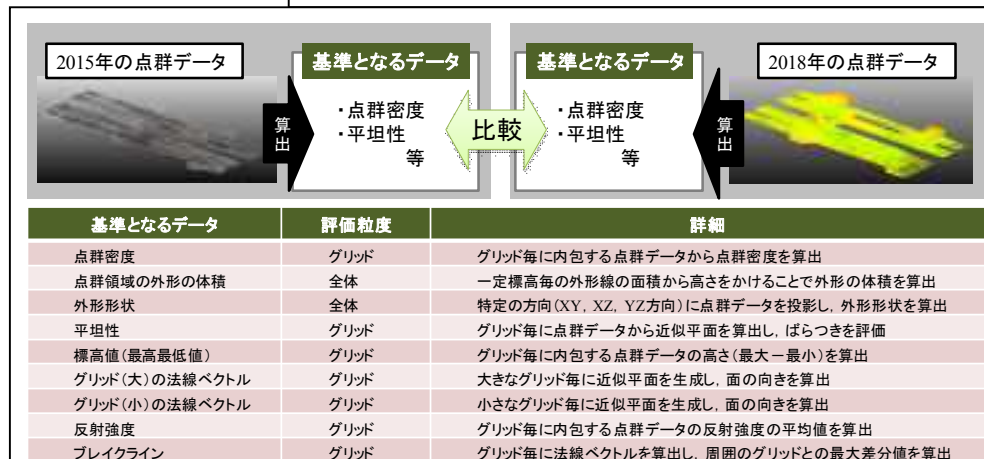 2015年の点群データ
基準となるデータ
基準となるデータ
2018年の点群データ
算出
・点群密度
・平坦性
等
比較
・点群密度
・平坦性
等
算出
基準となるデータ 評価粒度 詳細
点群密度 グリッド グリッド毎に内包する点群データから点群密度を算出
点群領域の外形の体積 全体 一定標高毎の外形線の面積から高さをかけることで外形の体積を算出
外形形状 全体 特定の方向(XY, XZ, YZ方向)に点群データを投影し, 外形形状を算出
平坦性 グリッド グリッド毎に点群データから近似平面を算出し, ばらつきを評価
標高値(最高最低値) グリッド グリッド毎に内包する点群データの高さ(最大－最小)を算出
グリッド(大)の法線ベクトル グリッド 大きなグリッド毎に近似平面を生成し, 面の向きを算出
グリッド(小)の法線ベクトル グリッド 小さなグリッド毎に近似平面を生成し, 面の向きを算出
反射強度 グリッド グリッド毎に内包する点群データの反射強度の平均値を算出
ブレイクライン グリッド グリッド毎に法線ベクトルを算出し, 周囲のグリッドとの最大差分値を算出